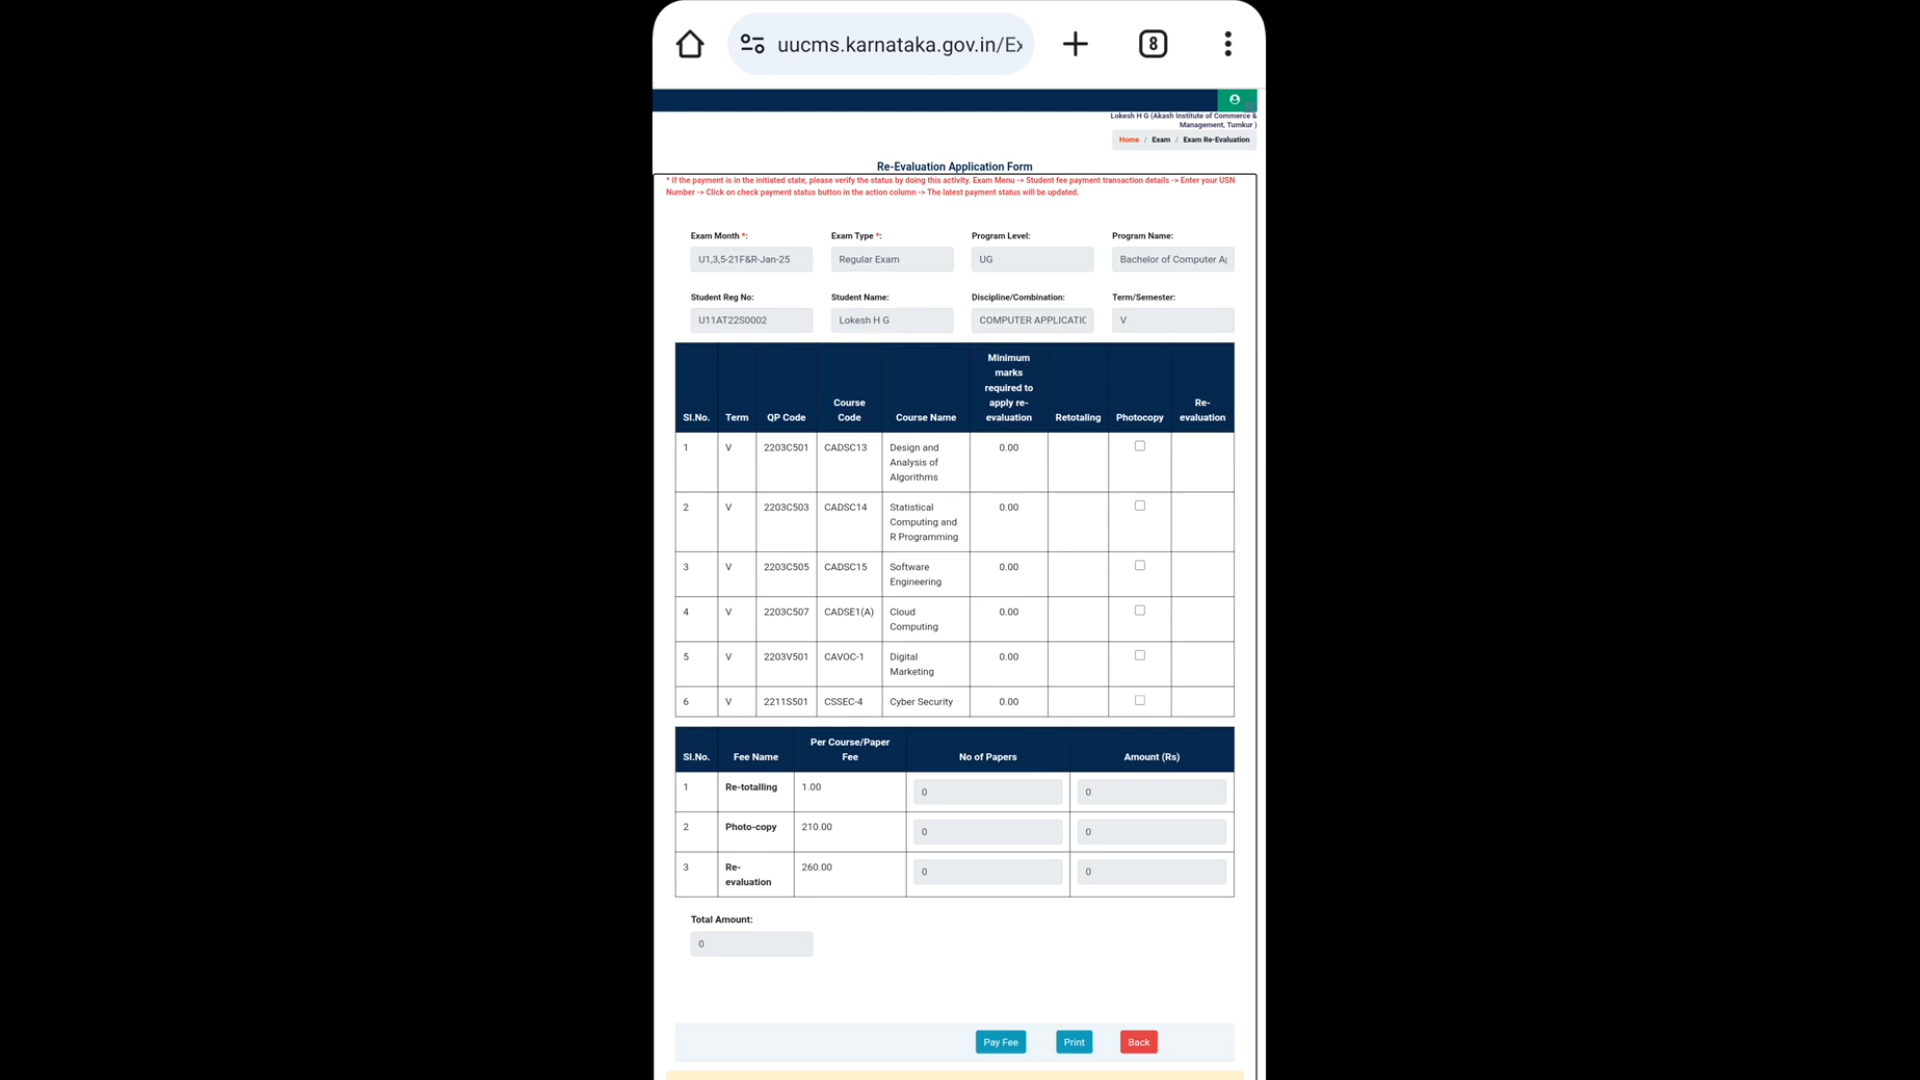 uucms.karnataka.gov.in/Ex
8
Lokesh H G (Akash Institute of Commerce &
Management, Tumkur )
Home / Exam / Exam Re-Evaluation
Re-Evaluation Application Form
* If the payment is in the initiated state, please verify the status by doing this activity. Exam Menu -> Student fee payment transaction details -> Enter your USN
Number -> Click on check payment status button in the action column -> The latest payment status will be updated.
Exam Month *: Exam Type *: Program Level: Program Name:
U1,3,5-21F&R-Jan-25 Regular Exam UG Bachelor of Computer A
Student Reg No: Student Name: Discipline/Combination: Term/Semester:
U11AT22S0002 Lokesh H G COMPUTER APPLICATIC V
Minimum
marks
required to
Course apply re- Re-
Sl.No. Term QP Code Code Course Name evaluation Retotaling Photocopy evaluation
1 V 2203C501 CADSC13 Design and 0.00
Analysis of
Algorithms
2 V 2203C503 CADSC14 Statistical 0.00
Computing and
R Programming
3 V 2203C505 CADSC15 Software 0.00
Engineering
4 V 2203C507 CADSE1(A) Cloud 0.00
Computing
5 V 2203V501 CAVOC-1 Digital 0.00
Marketing
6 V 2211S501 CSSEC-4 Cyber Security 0.00
Per Course/Paper
Sl.No. Fee Name Fee No of Papers Amount (Rs)
1 Re-totalling 1.00 0 0
2 Photo-copy 210.00 0 0
3 Re- 260.00 0 0
evaluation
Total Amount:
0
Pay Fee Print Back